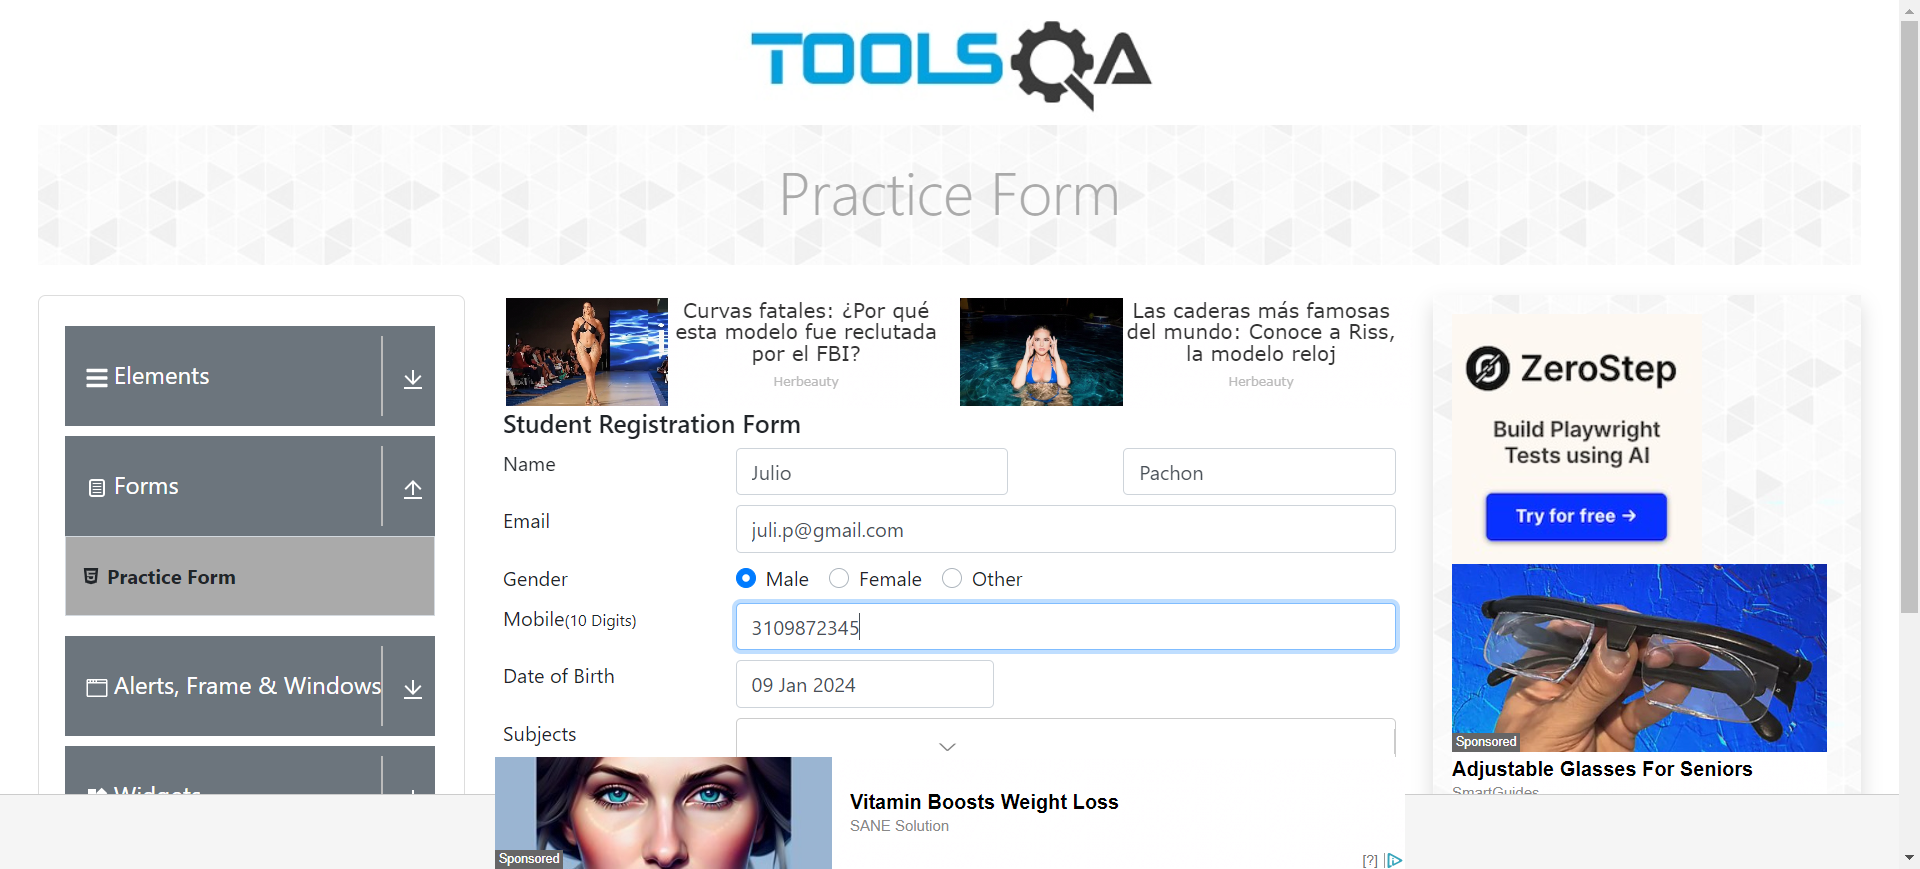 TOOLSQA
Practice Form
Elements
Forms
Practice Form
Alerts, Frame & Windows
Widgets
Curvas fatales: ¿Por qué
esta modelo fue reclutada
por el FBI?
Herbeauty
Las caderas más famosas
del mundo: Conoce a Riss,
la modelo reloj
Herbeauty
Student Registration Form
Name
Julio
Pachon
Email
juli.p@gmail.com
Gender
Male
Female
Other
Mobile(10 Digits)
3109872345
Date of Birth
09 Jan 2024
Subjects
Sponsored
Vitamin Boosts Weight Loss
SANE Solution
[?]
ZeroStep
Build Playwright
Tests using AI
Try for free →
Sponsored
Adjustable Glasses For Seniors
SmartGuides